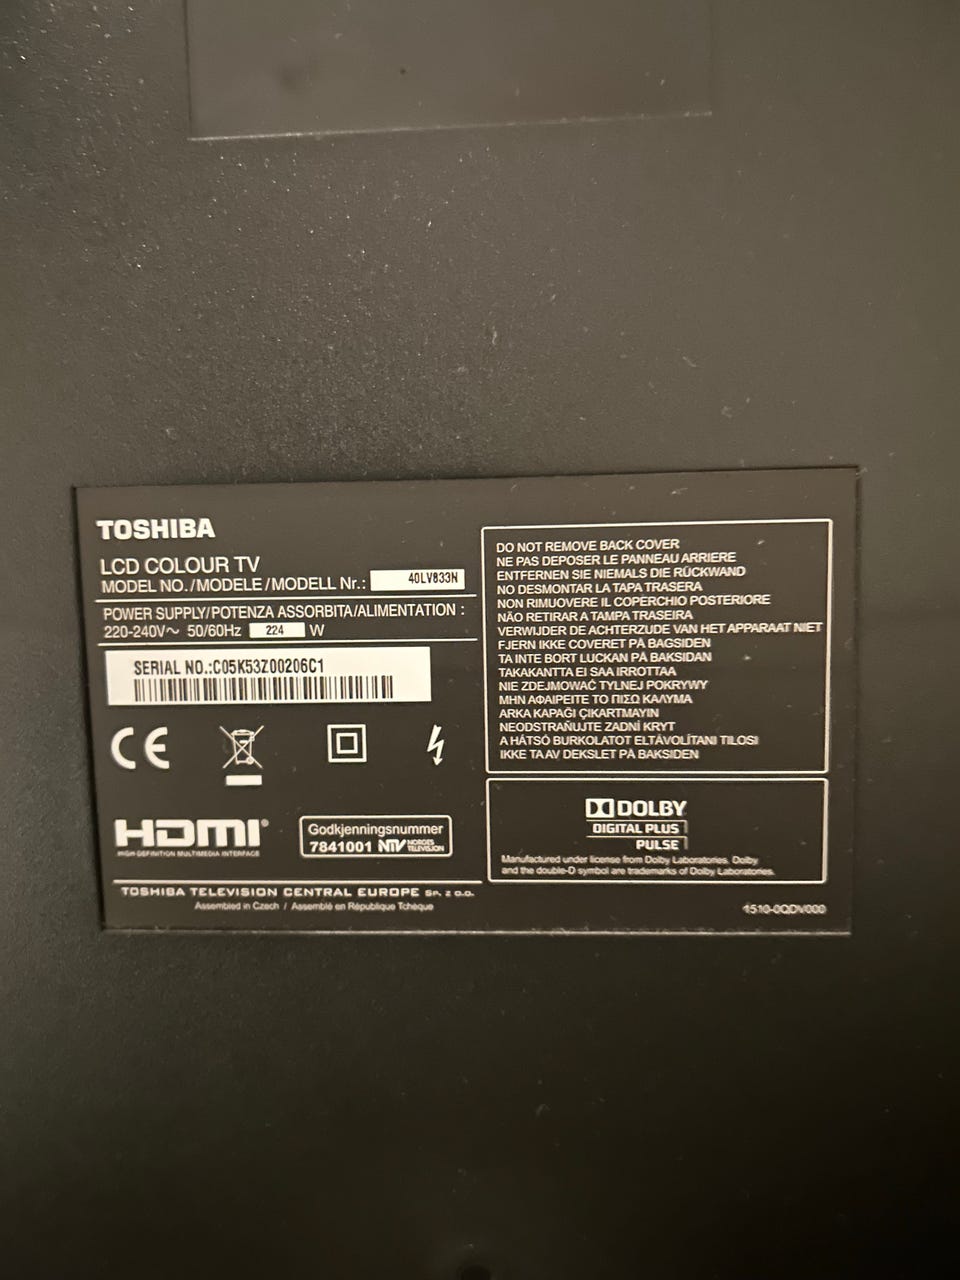 TOSHIBA
LCD COLOUR TV
MODEL NO./MODELE/MODELL Nr.: 40LV833N
POWER SUPPLY/POTENZA ASSORBITA/ALIMENTATION :
220-240V~ 50/60Hz 224 W
SERIAL NO.:C05K53Z00206C1
CE
HDMI®
HIGH-DEFINITION MULTIMEDIA INTERFACE
Godkjenningsnummer
7841001 NTV NORGES TELEVISJON
TOSHIBA TELEVISION CENTRAL EUROPE SP. Z O.O.
Assembled in Czech / Assemblé en République Tchèque
DO NOT REMOVE BACK COVER
NE PAS DEPOSER LE PANNEAU ARRIERE
ENTFERNEN SIE NIEMALS DIE RÜCKWAND
NO DESMONTAR LA TAPA TRASERA
NON RIMUOVERE IL COPERCHIO POSTERIORE
NÃO RETIRAR A TAMPA TRASEIRA
VERWIJDER DE ACHTERZIJDE VAN HET APPARAAT NIET
FJERN IKKE COVERET PÅ BAGSIDEN
TA INTE BORT LUCKAN PÅ BAKSIDAN
TAKAKANTTA EI SAA IRROTTAA
NIE ZDEJMOWAĆ TYLNEJ POKRYWY
ΜΗΝ ΑΦΑΙΡΕΙΤΕ ΤΟ ΠΙΣΩ ΚΑΛΥΜΑ
ARKA KAPAĞI ÇIKARTMAYIN
NEODSTRAŇUJTE ZADNÍ KRYT
A HÁTSÓ BURKOLATOT ELTÁVOLÍTANI TILOS!
IKKE TA AV DEKSLET PÅ BAKSIDEN
DOLBY
DIGITAL PLUS
PULSE
Manufactured under license from Dolby Laboratories. Dolby
and the double-D symbol are trademarks of Dolby Laboratories.
1510-0QDV000